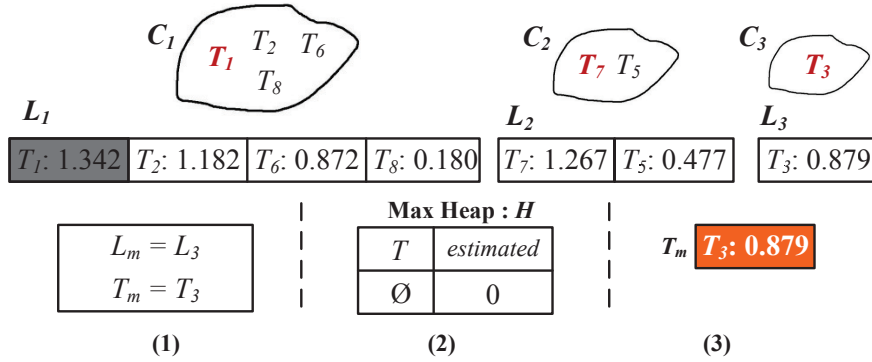 C₁ T₁ T₂ T₆ T₈
C₂ T₇ T₅
C₃ T₃
L₁ L₂ L₃
T₁: 1.342 T₂: 1.182 T₆: 0.872 T₈: 0.180 T₇: 1.267 T₅: 0.477 T₃: 0.879
Lₘ = L₃
Tₘ = T₃
Max Heap : H
T estimated
Ø 0
Tₘ T₃: 0.879
(1) (2) (3)